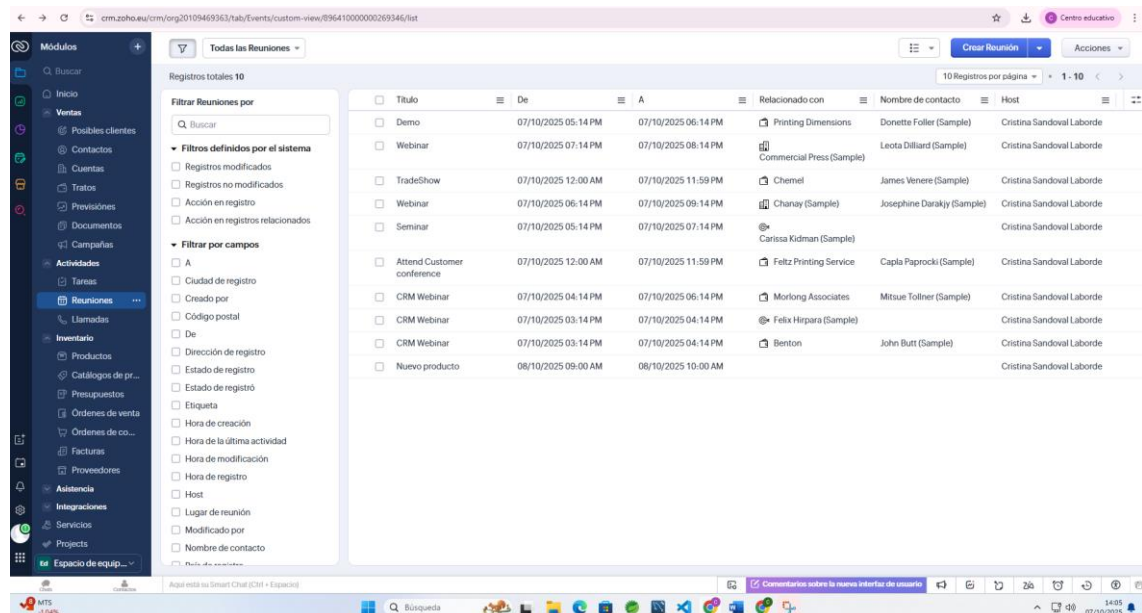 crm.zoho.eu/crm/org20109469363/tab/Events/custom-view/896410000000269346/list
Centro educativo
Módulos
Todas las Reuniones
Crear Reunión
Acciones
Buscar
Registros totales 10
10 Registros por página
1 - 10
Inicio
Ventas
Posibles clientes
Contactos
Cuentas
Tratos
Previsiónes
Documentos
Campañas
Actividades
Tareas
Reuniones
Llamadas
Inventario
Productos
Catálogos de pr...
Presupuestos
Órdenes de venta
Órdenes de co...
Facturas
Proveedores
Asistencia
Integraciones
Servicios
Projects
Espacio de equip...
Filtrar Reuniones por
Buscar
Filtros definidos por el sistema
Registros modificados
Registros no modificados
Acción en registro
Acción en registros relacionados
Filtrar por campos
A
Ciudad de registro
Creado por
Código postal
De
Dirección de registro
Estado de registro
Estado de registró
Etiqueta
Hora de creación
Hora de la última actividad
Hora de modificación
Hora de registro
Host
Lugar de reunión
Modificado por
Nombre de contacto
Título De A Relacionado con Nombre de contacto Host
Demo 07/10/2025 05:14 PM 07/10/2025 06:14 PM Printing Dimensions Donette Foller (Sample) Cristina Sandoval Laborde
Webinar 07/10/2025 07:14 PM 07/10/2025 08:14 PM Commercial Press (Sample) Leota Dilliard (Sample) Cristina Sandoval Laborde
TradeShow 07/10/2025 12:00 AM 07/10/2025 11:59 PM Chemel James Venere (Sample) Cristina Sandoval Laborde
Webinar 07/10/2025 06:14 PM 07/10/2025 09:14 PM Chanay (Sample) Josephine Darakjy (Sample) Cristina Sandoval Laborde
Seminar 07/10/2025 05:14 PM 07/10/2025 07:14 PM Carissa Kidman (Sample) Cristina Sandoval Laborde
Attend Customer conference 07/10/2025 12:00 AM 07/10/2025 11:59 PM Feltz Printing Service Capla Paprocki (Sample) Cristina Sandoval Laborde
CRM Webinar 07/10/2025 04:14 PM 07/10/2025 06:14 PM Morlong Associates Mitsue Tollner (Sample) Cristina Sandoval Laborde
CRM Webinar 07/10/2025 03:14 PM 07/10/2025 04:14 PM Felix Hirpara (Sample) Cristina Sandoval Laborde
CRM Webinar 07/10/2025 03:14 PM 07/10/2025 04:14 PM Benton John Butt (Sample) Cristina Sandoval Laborde
Nuevo producto 08/10/2025 09:00 AM 08/10/2025 10:00 AM Cristina Sandoval Laborde
Chats
Contactos
Aquí está su Smart Chat (Ctrl + Espacio)
Comentarios sobre la nueva interfaz de usuario
MTS
-1.04%
Búsqueda
14:05
07/10/2025